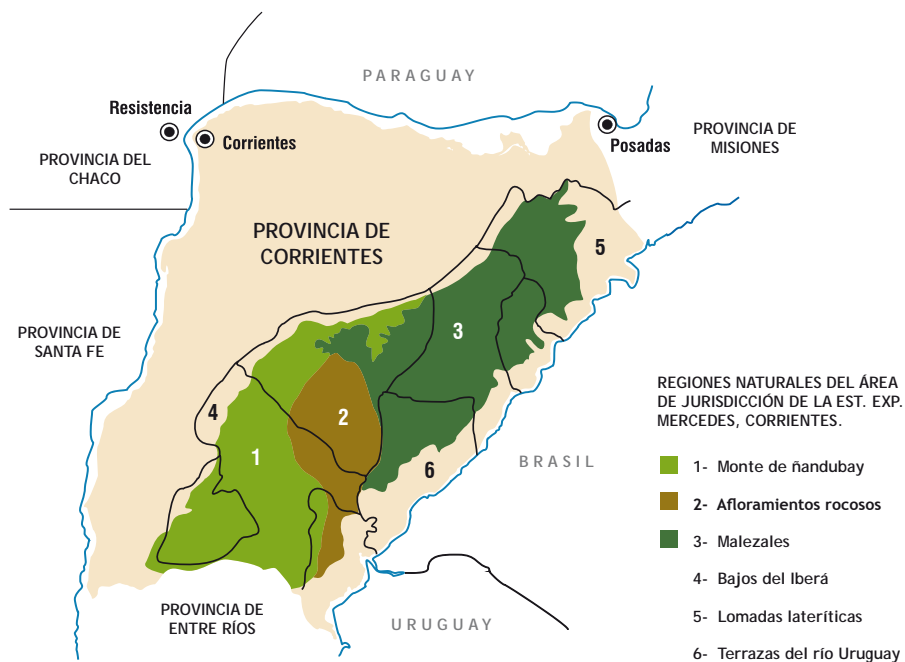 PARAGUAY
Resistencia
Corrientes
Posadas
PROVINCIA DE
MISIONES
PROVINCIA DEL
CHACO
PROVINCIA DE
CORRIENTES
5
3
PROVINCIA DE
SANTA FE
4
2
1
6
BRASIL
REGIONES NATURALES DEL ÁREA
DE JURISDICCIÓN DE LA EST. EXP.
MERCEDES, CORRIENTES.
1- Monte de ñandubay
2- Afloramientos rocosos
3- Malezales
4- Bajos del Iberá
5- Lomadas lateríticas
6- Terrazas del río Uruguay
PROVINCIA DE
ENTRE RÍOS
URUGUAY